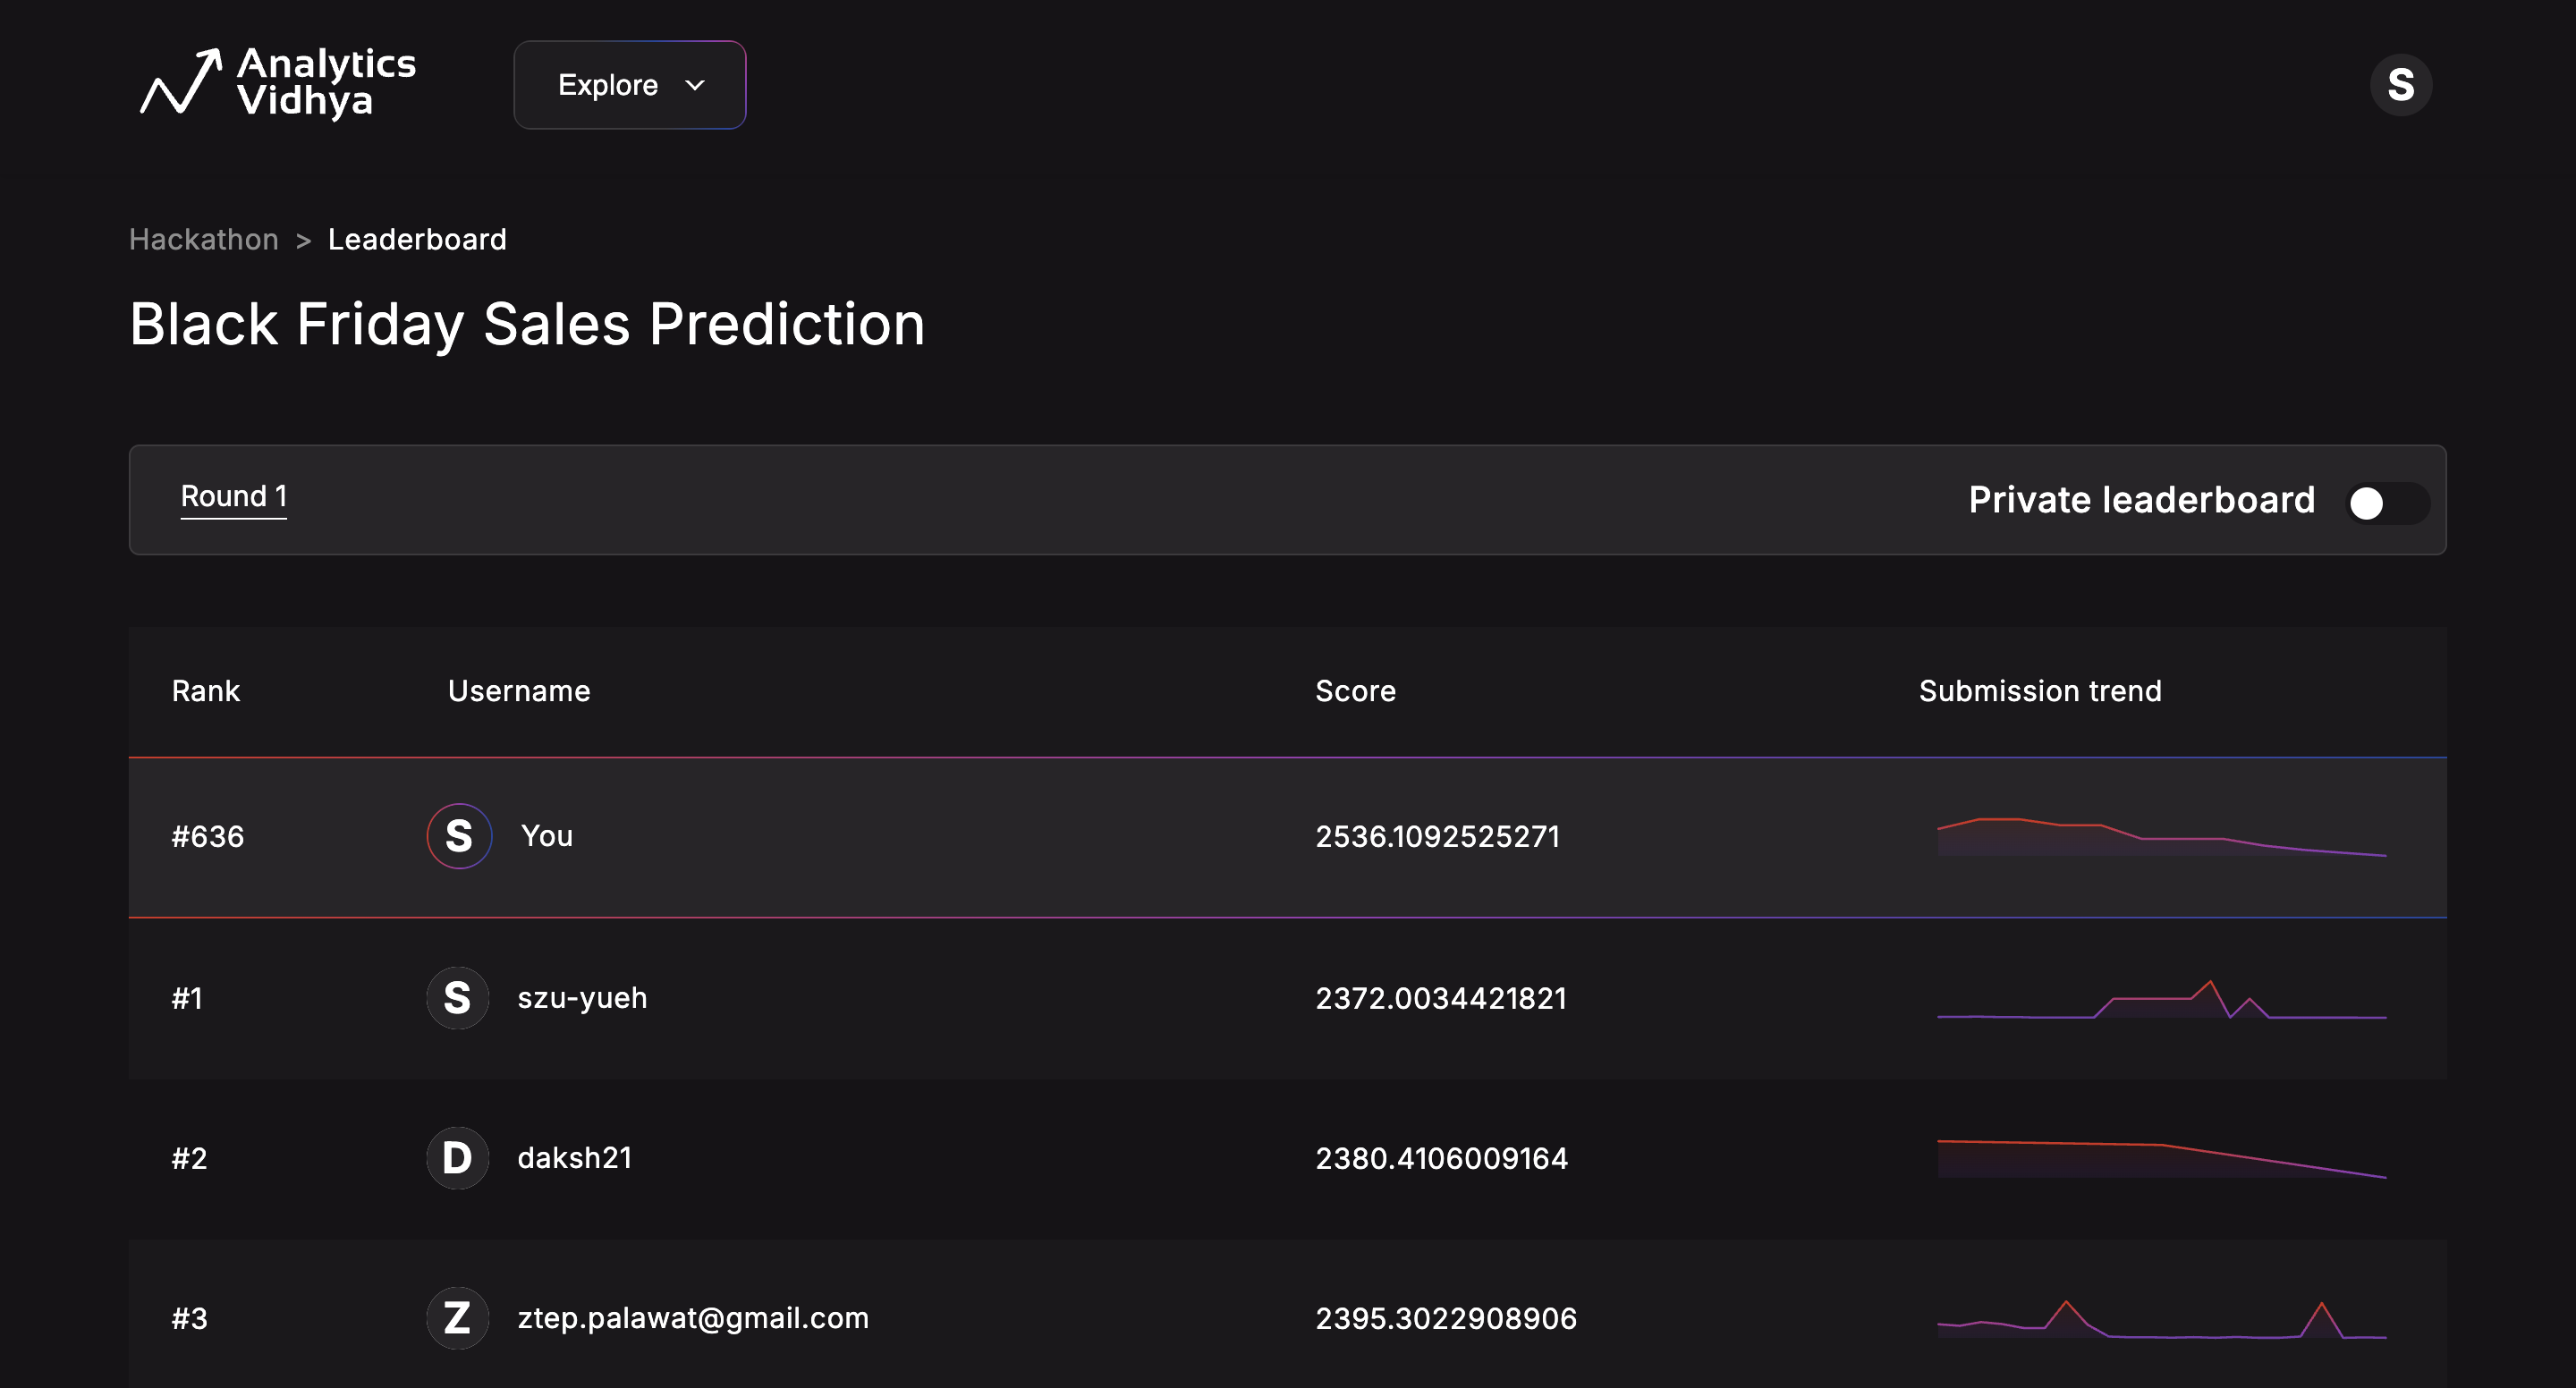 Analytics
Vidhya
Explore
S
Hackathon > Leaderboard
Black Friday Sales Prediction
Round 1
Private leaderboard
Rank Username Score Submission trend
#636 S You 2536.1092525271
#1 S szu-yueh 2372.0034421821
#2 D daksh21 2380.4106009164
#3 Z ztep.palawat@gmail.com 2395.3022908906